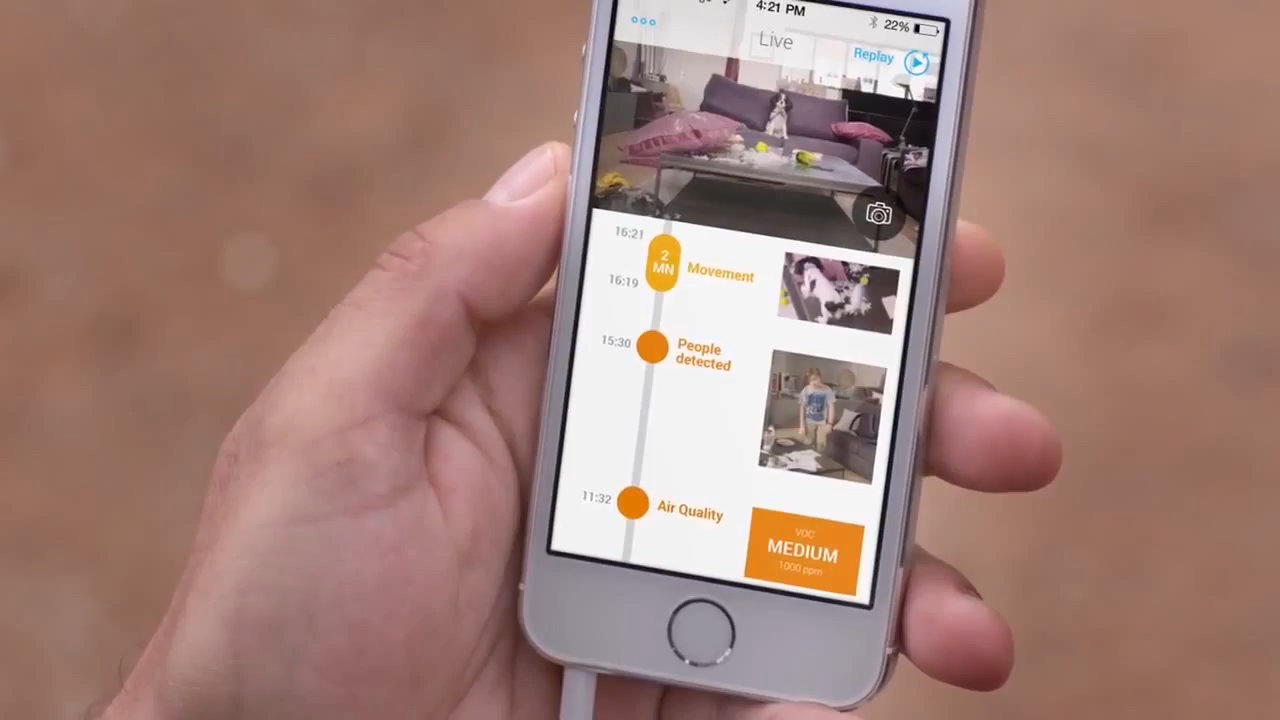 4:21 PM
22%
Live
Replay
16:21
2
MN
Movement
16:19
15:30
People
detected
11:32
Air Quality
VOC
MEDIUM
1000 ppm